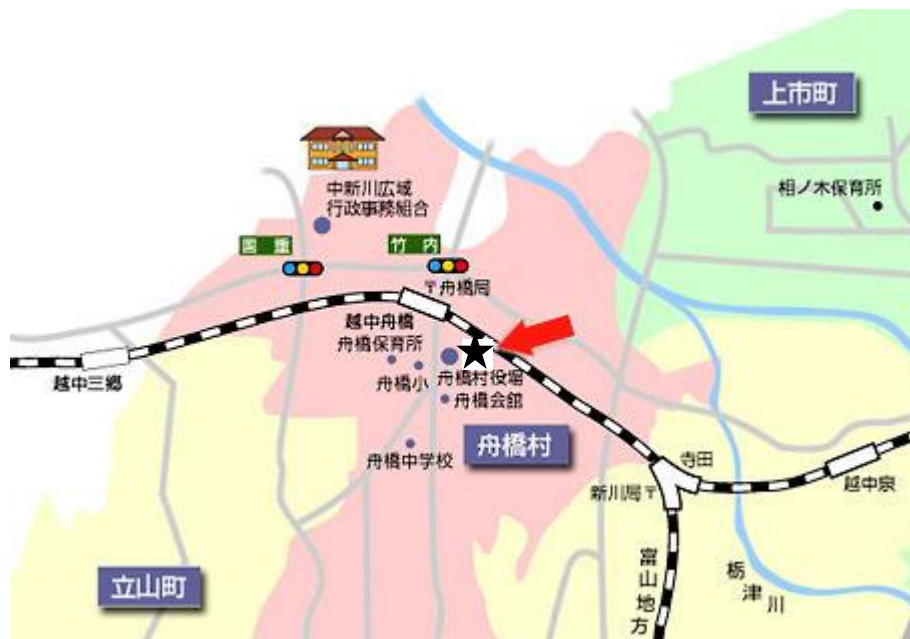 上市町
相ノ木保育所
中新川広域
行政事務組合
国重
竹内
〒舟橋局
越中舟橋
舟橋保育所
越中三郷
舟橋小
舟橋村役場
舟橋会館
舟橋中学校
舟橋村
寺田
新川局〒
越中泉
立山町
富山地方
栃津川